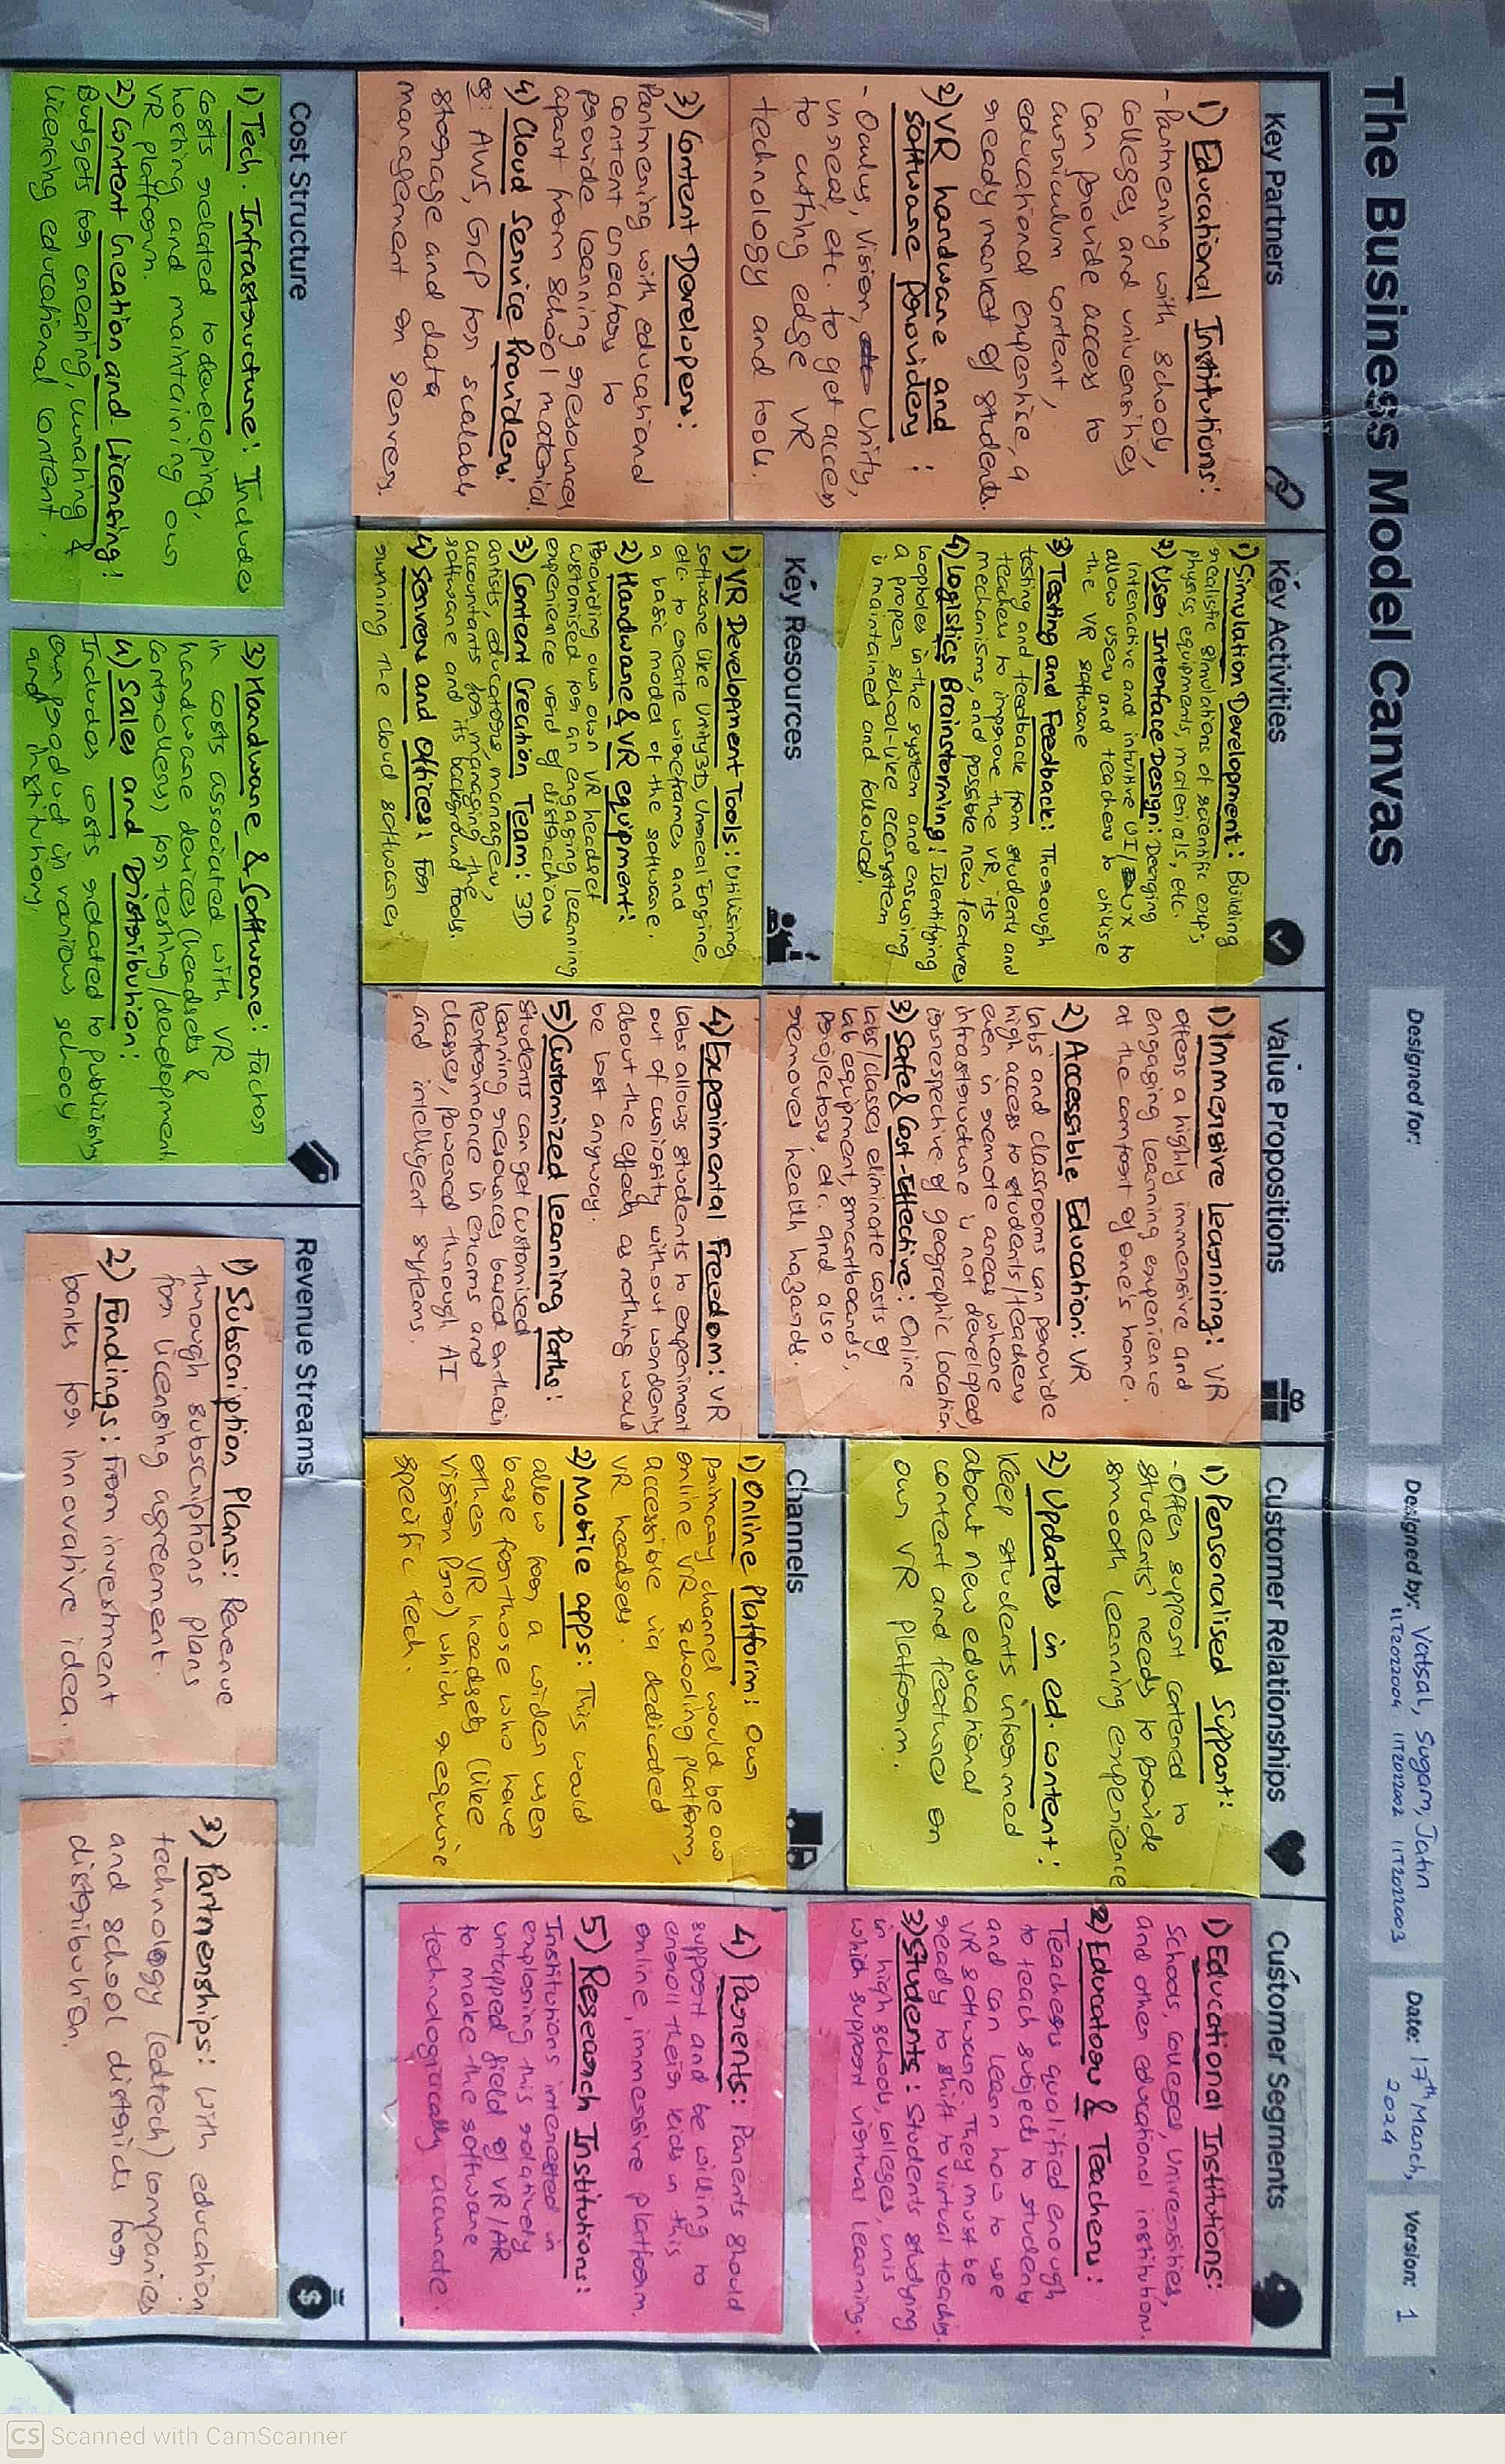 The Business Model Canvas
Designed for:
Designed by: Vatsal, Sugam, Jatin
IIT2022004 IIT2022002 IIT2022003
Date: 17th March,
2024
Version: 1
Key Partners
1) Educational Institutions:
- Partnering with schools,
colleges, and universities
can provide access to
curriculum content,
educational expertise, a
ready market of students.
2) VR hardware and
software providers :
- Oculus, Vision, Unity,
unreal, etc. to get access
to cutting edge VR
technology and tools.
3) Content Developers:
Partnering with educational
content creators to
provide learning resources
apart from school material.
4) Cloud Service Providers:
eg: AWS, GCP for scalable
storage and data
management on servers.
Key Activities
1) Simulation Development: Building
realistic simulations of scientific exp;
physics, equipments, materials, etc.
2) User Interface Design: Designing
interactive and intuitive UI/UX to
allow users and teachers to utilise
the VR software
3) Testing and Feedback: Thorough
testing and feedback from students and
teachers to improve the VR, its
mechanisms, and possible new features
4) Logistics Brainstorming: Identifying
loopholes in the system and ensuring
a proper school-like ecosystem
is maintained and followed.
Key Resources
1) VR Development Tools: Utilising
software like Unity3D, Unreal Engine,
etc to create wireframes and
a basic model of the software.
2) Hardware & VR equipment:
Providing our own VR headset
customised for an engaging learning
experience void of distractions
3) Content Creation Team: 3D
artists, educators, managers,
accountants for managing the
software and its background tools.
4) Servers and Offices: For
running the cloud softwares
Value Propositions
1) Immersive Learning: VR
offers a highly immersive and
engaging learning experience
at the comfort of one's home.
2) Accessible Education: VR
labs and classrooms can provide
high access to students/teachers
even in remote areas where
infrastructure is not developed,
irrespective of geographic location
3) Safe & Cost-Effective: Online
labs/classes eliminate costs of
lab equipment, smartboards,
projectors, etc. and also
removes health hazards.
4) Experimental Freedom: VR
labs allows students to experiment
out of curiosity without wondering
about the effects as nothing would
be lost anyway.
5) Customized Learning Paths:
Students can get customised
learning resources based on their
performance in exams and
classes, powered through AI
and intelligent systems.
Customer Relationships
1) Personalised Support:
- Offer support catered to
students' needs to provide
smooth learning experience
2) Updates in ed. content:
Keep students informed
about new educational
content and features on
our VR platform.
Channels
1) Online Platform: Our
primary channel would be our
online VR schooling platform,
accessible via dedicated
VR headsets.
2) Mobile apps: This would
allow for a wider user
base for those who have
other VR headsets (like
Vision Pro) which require
specific tech.
Customer Segments
1) Educational Institutions:
Schools, colleges, Universities,
and other educational institutions.
2) Educators & Teachers:
Teachers qualified enough
to teach subjects to students
and can learn how to use
VR software. They must be
ready to shift to virtual teaching.
3) Students: Students studying
in high schools, colleges, unis
which support virtual learning.
4) Parents: Parents should
support and be willing to
enroll their kids in this
online, immersive platform.
5) Research Institutions:
Institutions interested in
exploring this relatively
untapped field of VR/AR
to make the software
technologically accurate.
Cost Structure
1) Tech. Infrastructure: Includes
costs related to developing,
hosting and maintaining our
VR platform.
2) Content Creation and Licensing:
Budgets for creating, curating &
licensing educational content.
3) Hardware & Software: Factor
in costs associated with VR
hardware devices (headsets &
controllers) for testing/development
4) Sales and Distribution:
Includes costs related to publicising
our product in various schools
and institutions.
Revenue Streams
1) Subscription Plans: Revenue
through subscriptions plans
for licensing agreement.
2) Fundings: From investment
banks for innovative idea.
3) Partnerships: With education
technology (edtech) companies
and school districts for
distribution.
CS Scanned with CamScanner